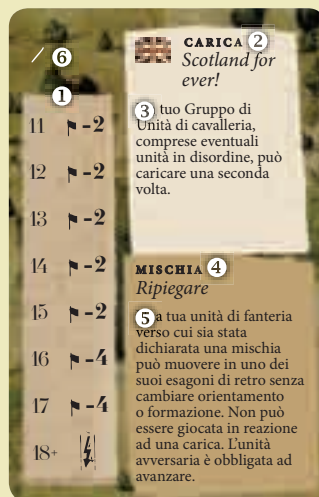 6
1
11 -2
12 -2
13 -2
14 -2
15 -2
16 -4
17 -4
18+
CARICA 2
Scotland for
ever!
3 tuo Gruppo di
Unità di cavalleria,
comprese eventuali
unità in disordine, può
caricare una seconda
volta.
MISCHIA 4
Ripiegare
5 a tua unità di fanteria
verso cui sia stata
dichiarata una mischia
può muovere in uno dei
suoi esagoni di retro senza
cambiare orientamento
o formazione. Non può
essere giocata in reazione
ad una carica. L'unità
avversaria è obbligata ad
avanzare.